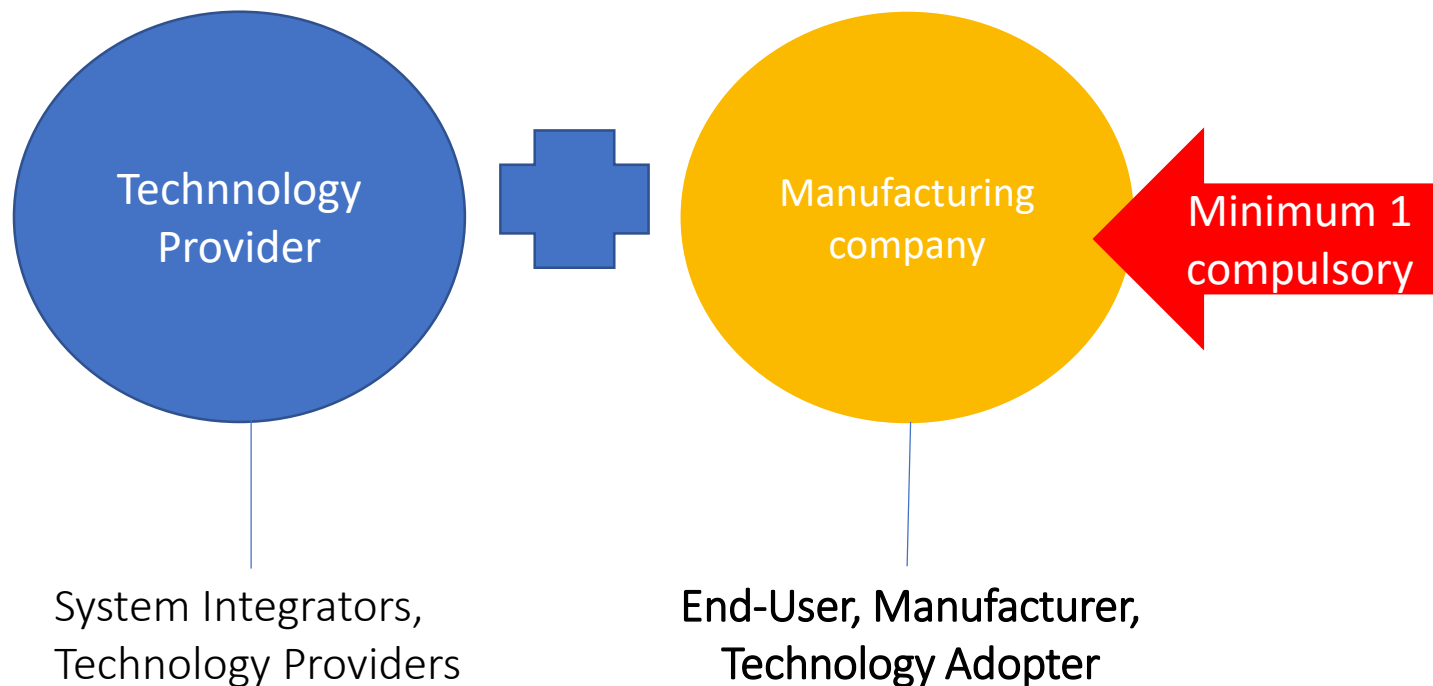 Technnology
Provider
Manufacturing
company
Minimum 1
compulsory
System Integrators,
Technology Providers
End-User, Manufacturer,
Technology Adopter